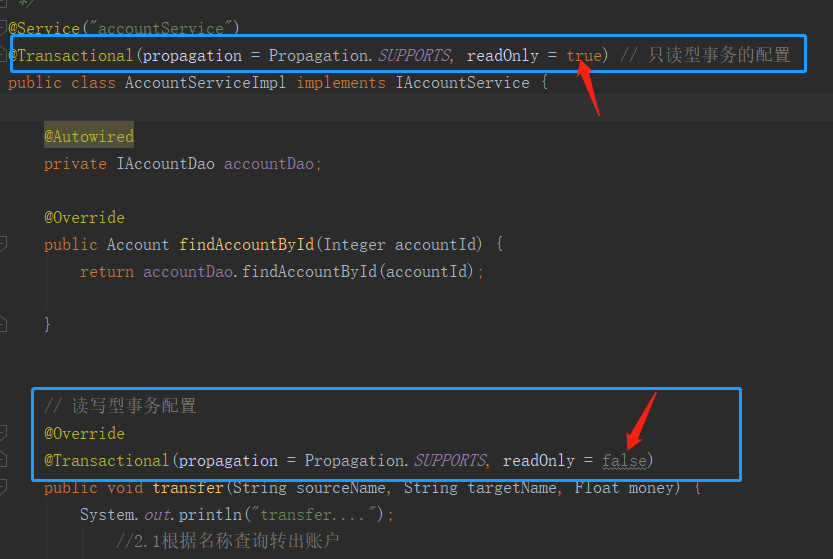 */
@Service("accountService")
@Transactional(propagation = Propagation.SUPPORTS, readOnly = true) // 只读型事务的配置
public class AccountServiceImpl implements IAccountService {
@Autowired
private IAccountDao accountDao;
@Override
public Account findAccountById(Integer accountId) {
return accountDao.findAccountById(accountId);
}
// 读写型事务配置
@Override
@Transactional(propagation = Propagation.SUPPORTS, readOnly = false)
public void transfer(String sourceName, String targetName, Float money) {
System.out.println("transfer....");
//2.1根据名称查询转出账户